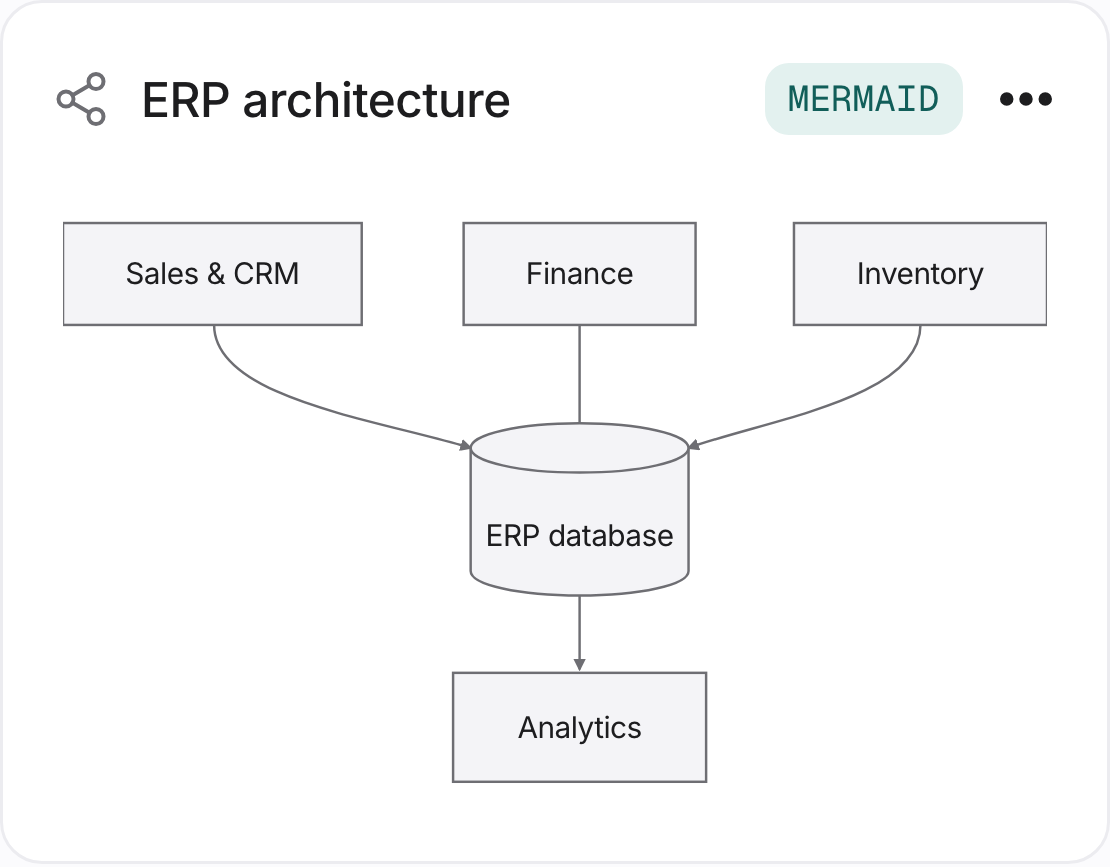 ERP architecture
MERMAID
Sales & CRM
Finance
Inventory
ERP database
Analytics